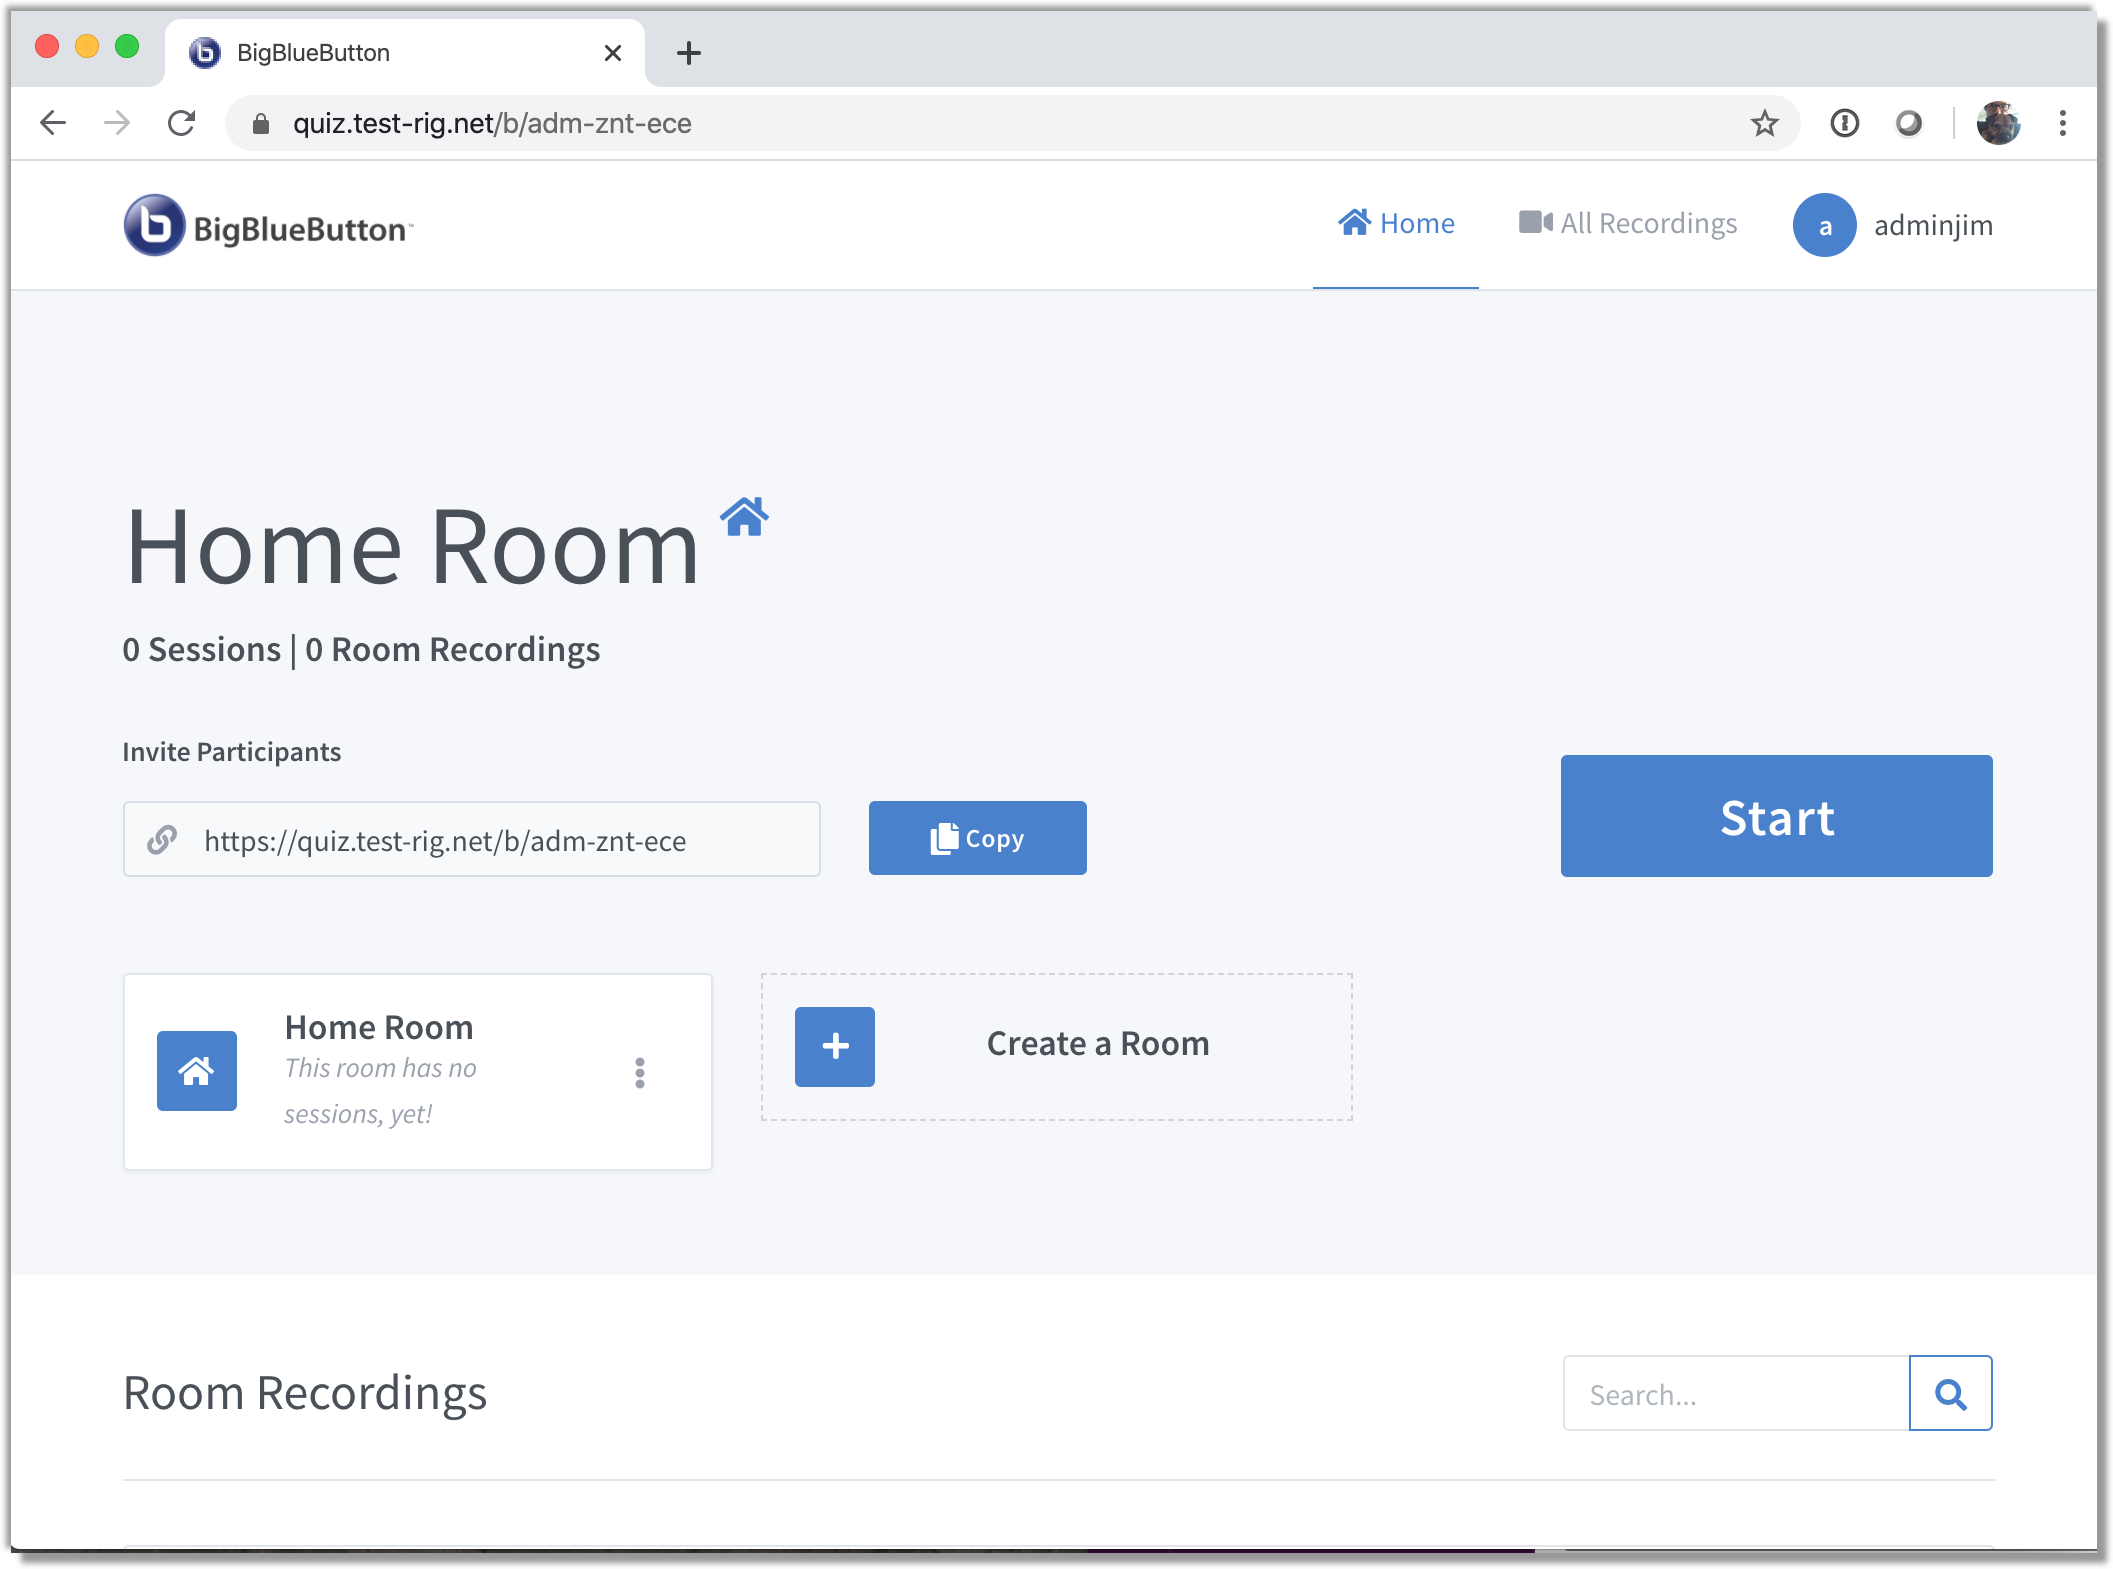 BigBlueButton
quiz.test-rig.net/b/adm-znt-ece
BigBlueButton™
Home
All Recordings
a
adminjim
Home Room
0 Sessions | 0 Room Recordings
Invite Participants
https://quiz.test-rig.net/b/adm-znt-ece
Copy
Start
Home Room
This room has no
sessions, yet!
Create a Room
Room Recordings
Search...